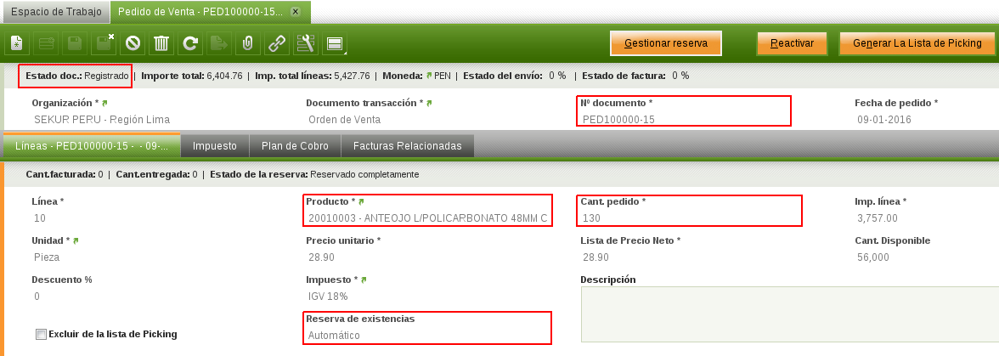 Espacio de Trabajo Pedido de Venta - PED100000-15... x
Gestionar reserva Reactivar Generar La Lista de Picking
Estado doc.: Registrado | Importe total: 6,404.76 | Imp. total líneas: 5,427.76 | Moneda: PEN | Estado del envío: 0 % | Estado de factura: 0 %
Organización * Documento transacción * Nº documento * Fecha de pedido *
SEKUR PERU - Región Lima Orden de Venta PED100000-15 09-01-2016
Líneas - PED100000-15 - - 09-... Impuesto Plan de Cobro Facturas Relacionadas
Cant.facturada: 0 | Cant.entregada: 0 | Estado de la reserva: Reservado completamente
Línea * Producto * Cant. pedido * Imp. línea *
10 20010003 - ANTEOJO L/POLICARBONATO 48MM C 130 3,757.00
Unidad * Precio unitario * Lista de Precio Neto * Cant. Disponible
Pieza 28.90 28.90 56,000
Descuento % Impuesto * Descripción
0 IGV 18%
Reserva de existencias
Excluir de la lista de Picking Automático